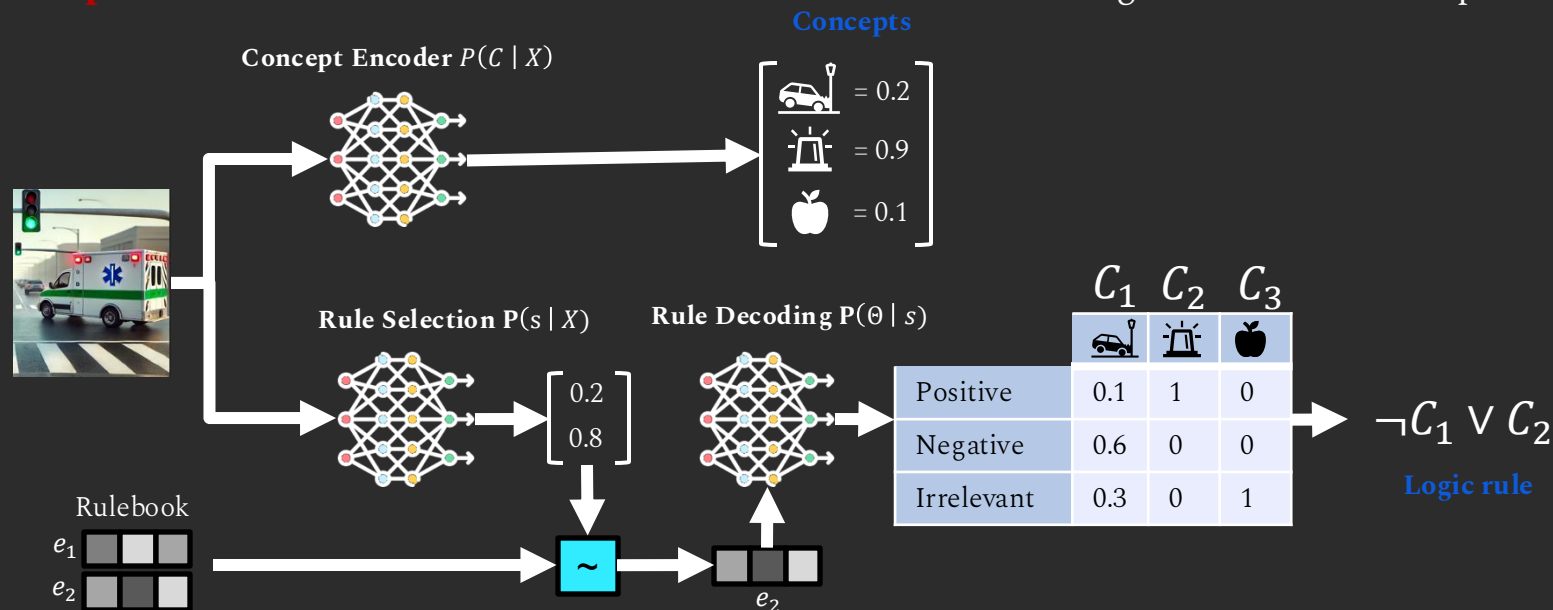 Concepts
Concept Encoder P(C | X)
= 0.2
= 0.9
= 0.1
Rule Selection P(s | X)
Rule Decoding P(Θ | s)
0.2
0.8
C₁ C₂ C₃
Positive 0.1 1 0
Negative 0.6 0 0
Irrelevant 0.3 0 1
¬C₁ ∨ C₂
Logic rule
Rulebook
e₁
e₂
~
e₂